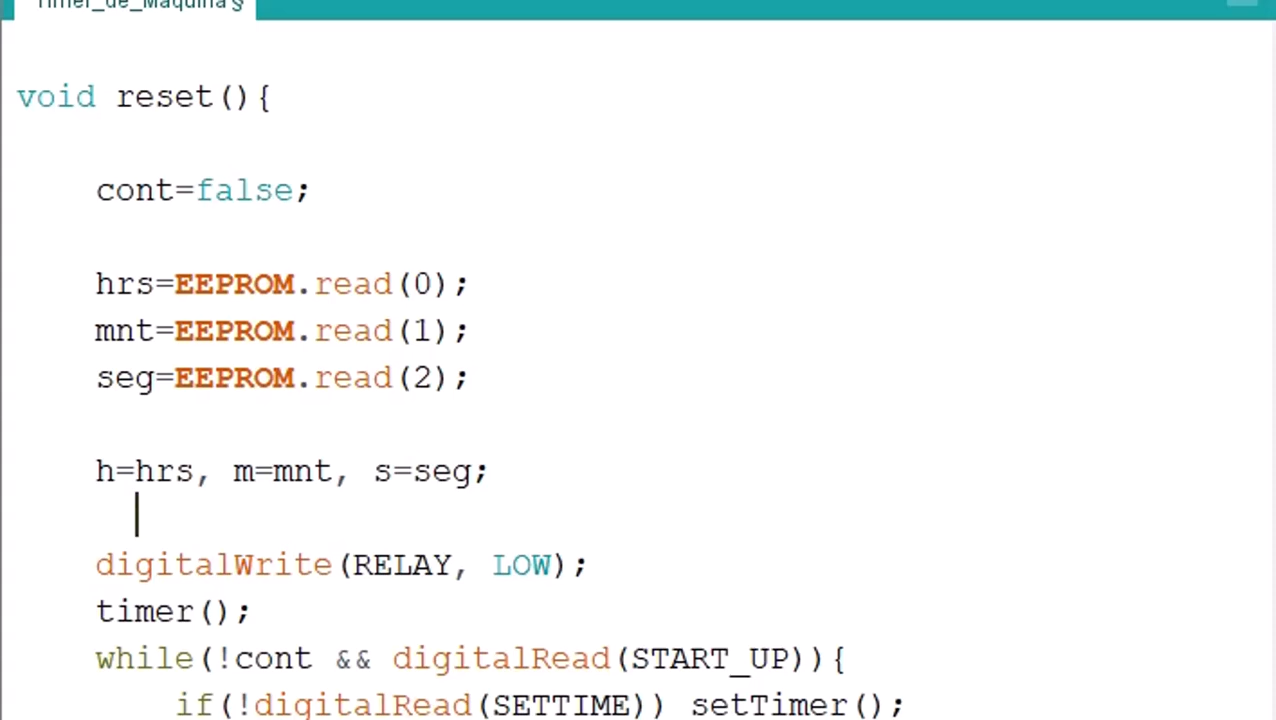 Timer_de_Maquina§
void reset(){
cont=false;
hrs=EEPROM.read(0);
mnt=EEPROM.read(1);
seg=EEPROM.read(2);
h=hrs, m=mnt, s=seg;
digitalWrite(RELAY, LOW);
timer();
while(!cont && digitalRead(START_UP)){
if(!digitalRead(SETTIME)) setTimer();